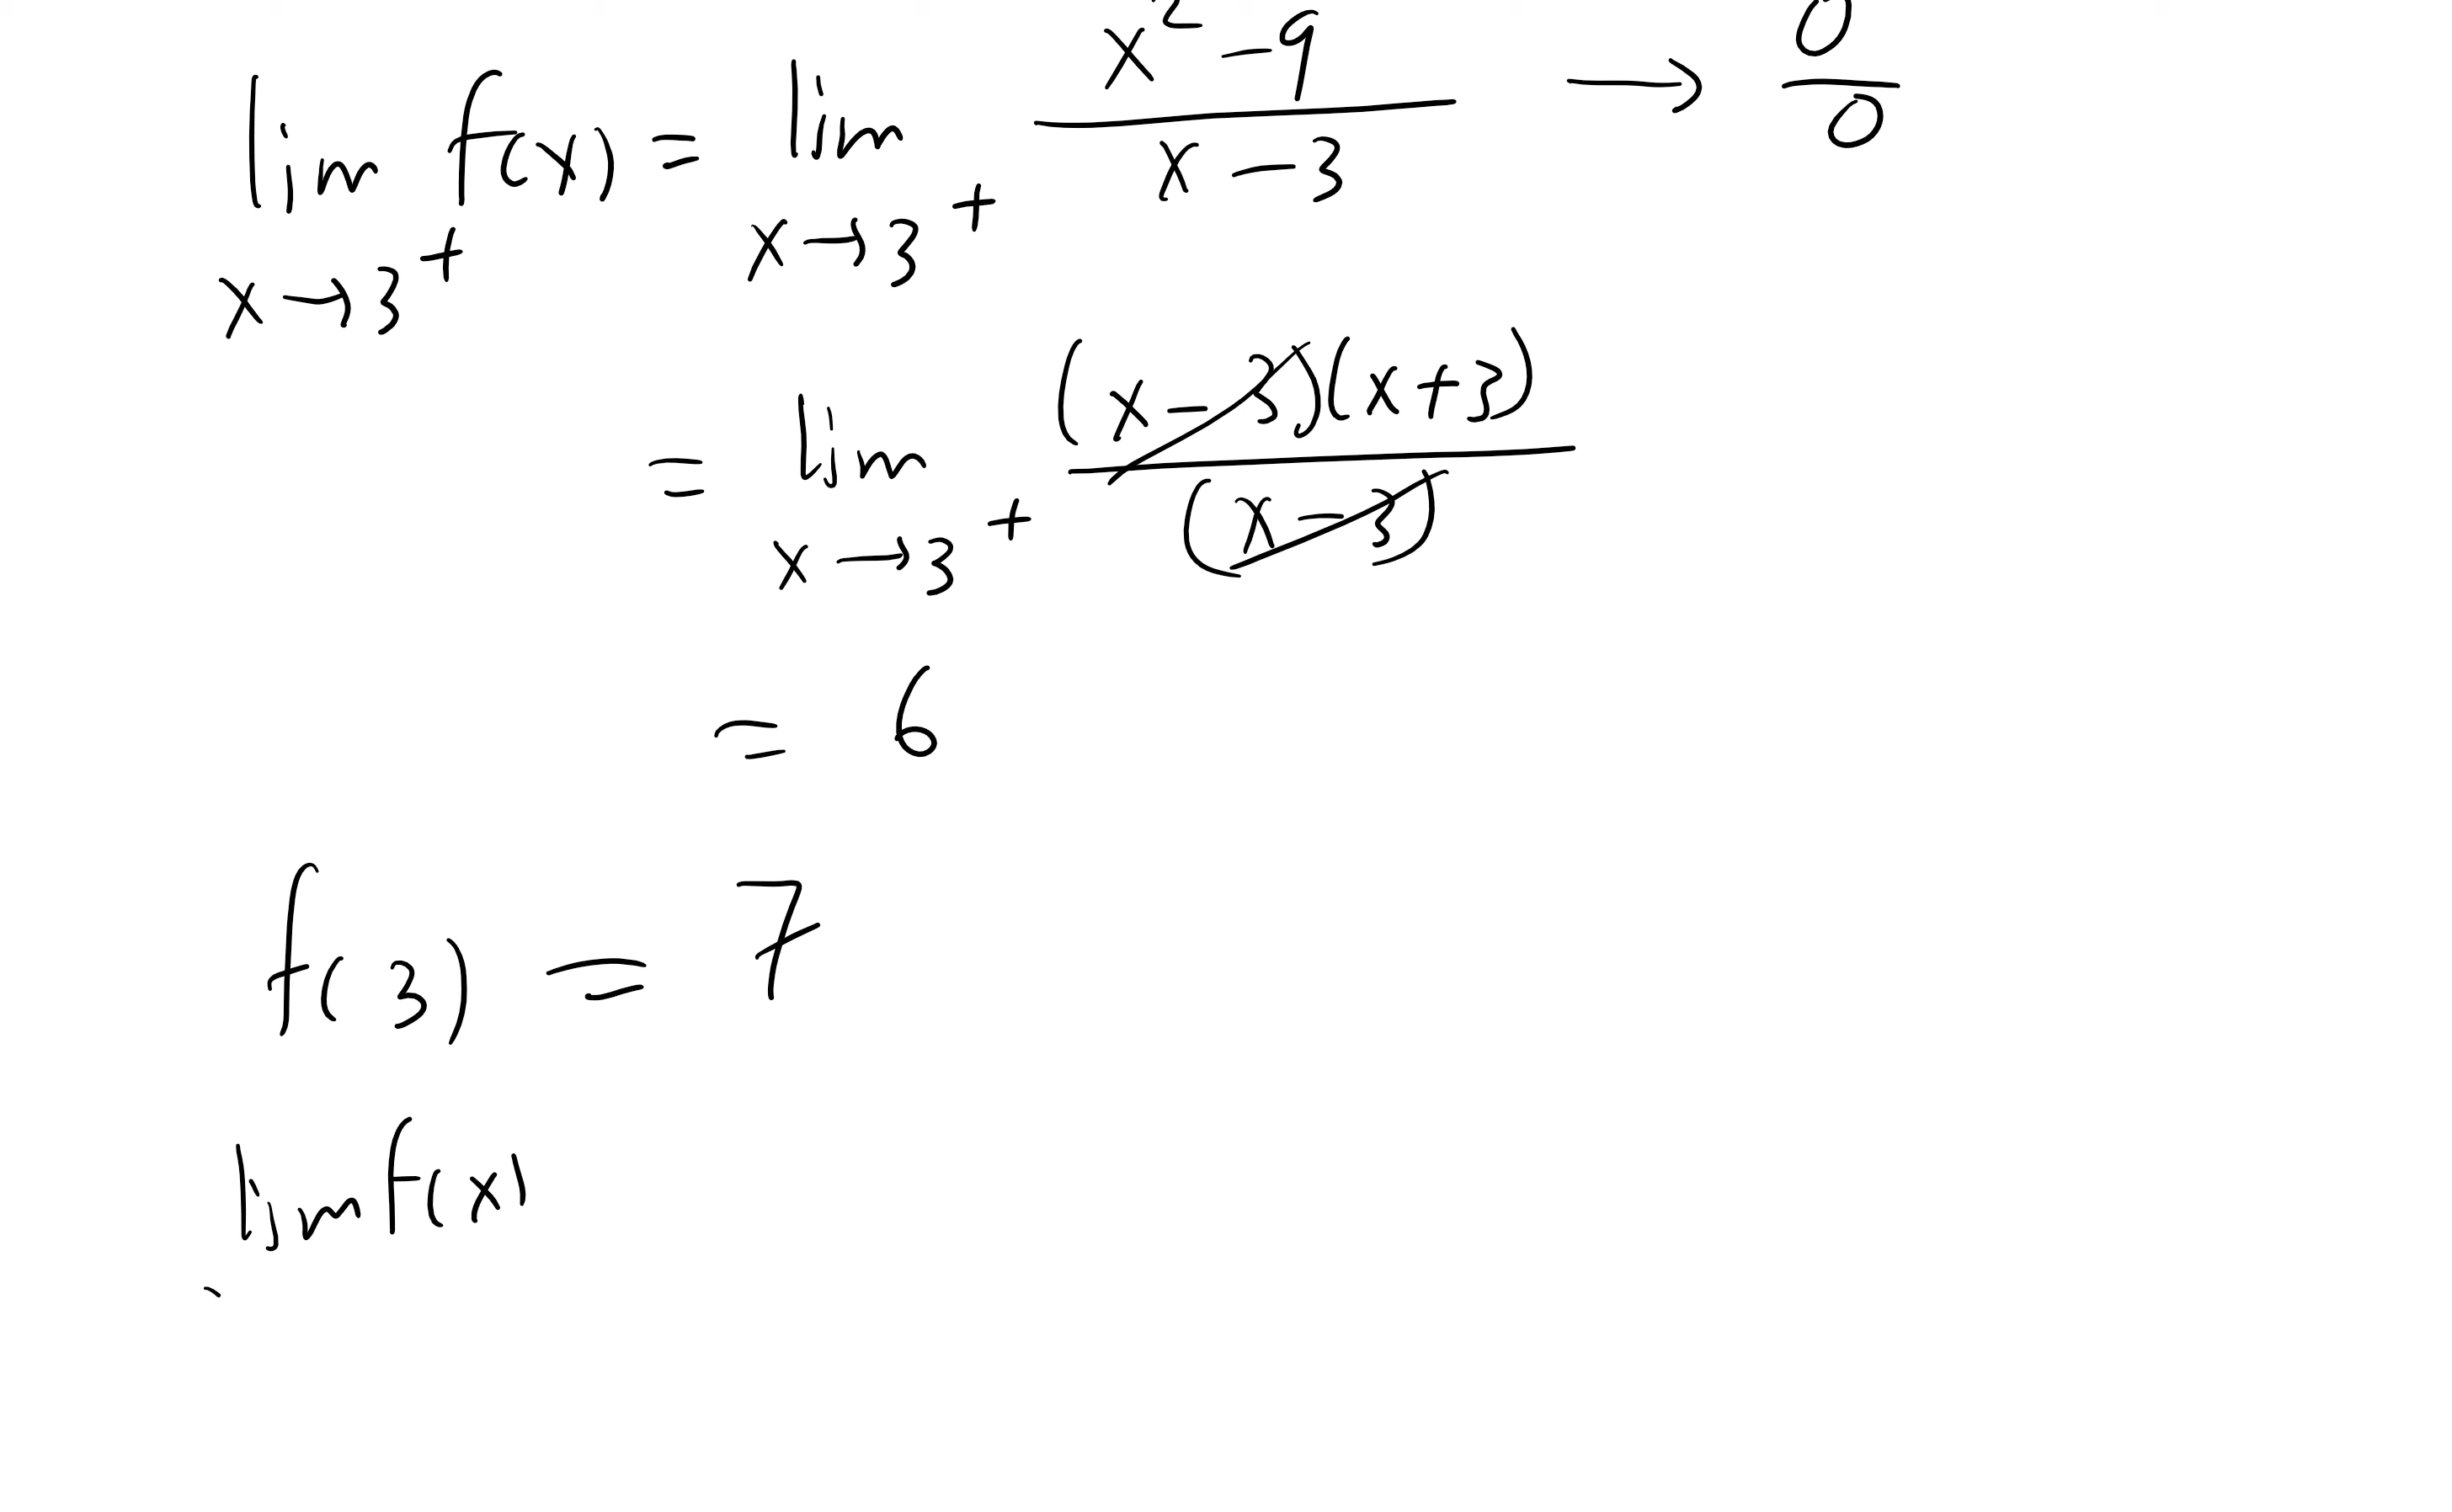 lim f(x) = lim x² - 9 / x - 3 → 0 / 0
x → 3⁺ x → 3⁺
= lim (x - 3)(x + 3) / (x - 3)
x → 3⁺
= 6
f(3) = 7
lim f(x)